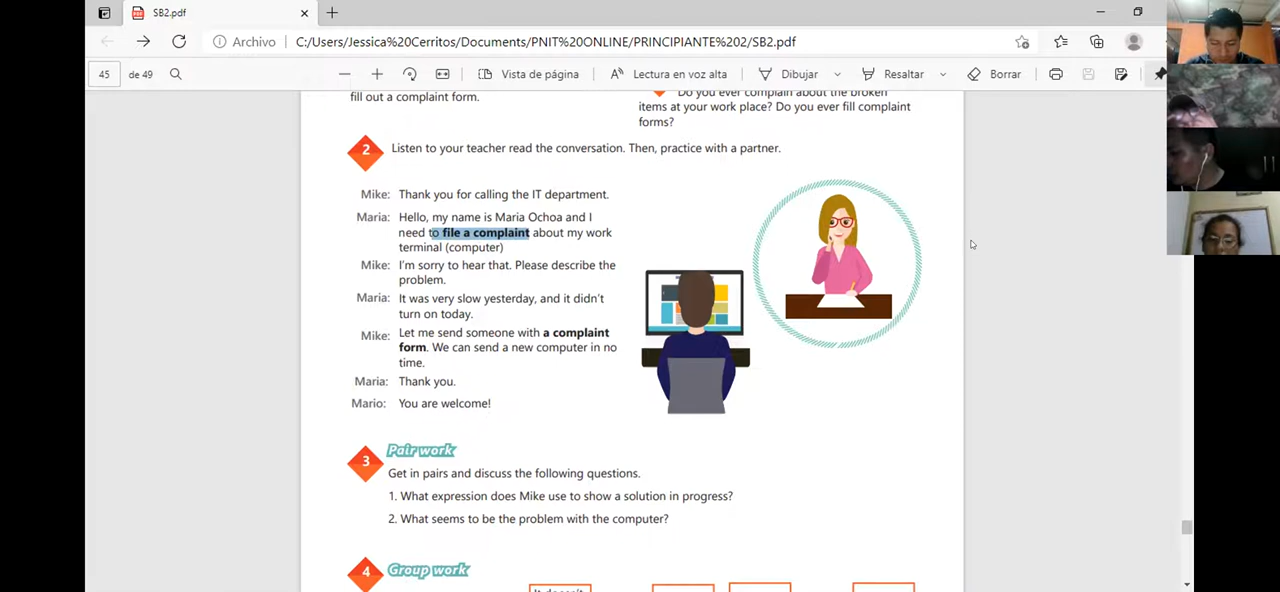 SB2.pdf
Archivo
C:/Users/Jessica%20Cerritos/Documents/PNIT%20ONLINE/PRINCIPIANTE%202/SB2.pdf
45 de 49
Vista de página
Lectura en voz alta
Dibujar
Resaltar
Borrar
fill out a complaint form.
Do you ever complain about the broken
items at your work place? Do you ever fill complaint
forms?
2 Listen to your teacher read the conversation. Then, practice with a partner.
Mike: Thank you for calling the IT department.
Maria: Hello, my name is Maria Ochoa and I
need to file a complaint about my work
terminal (computer)
Mike: I'm sorry to hear that. Please describe the
problem.
Maria: It was very slow yesterday, and it didn't
turn on today.
Mike: Let me send someone with a complaint
form. We can send a new computer in no
time.
Maria: Thank you.
Mario: You are welcome!
3 Pair work
Get in pairs and discuss the following questions.
1. What expression does Mike use to show a solution in progress?
2. What seems to be the problem with the computer?
4 Group work
It doesn't